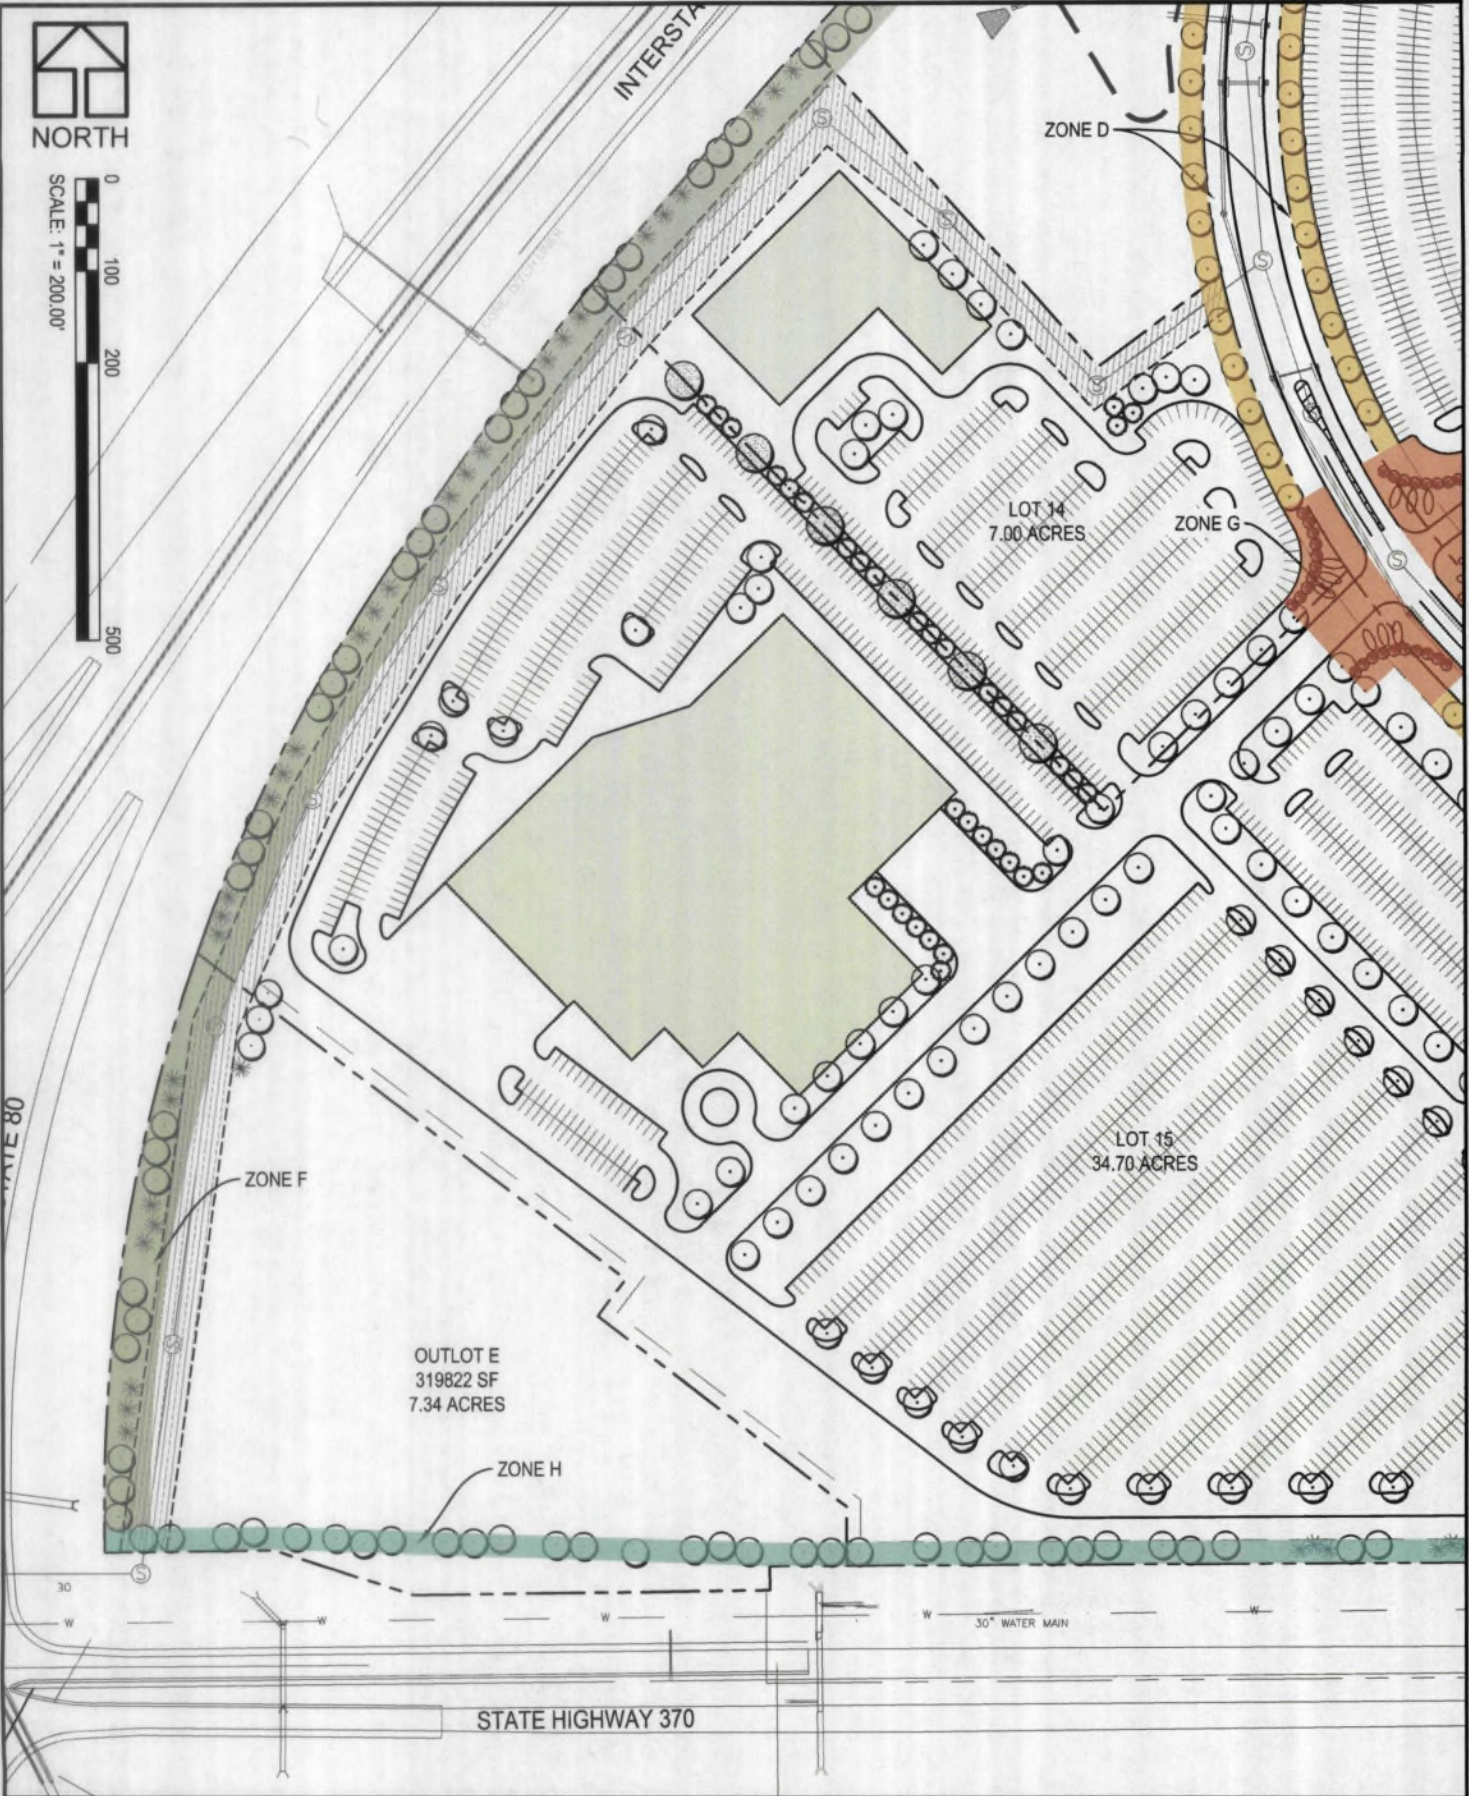 NORTH
0
100
200
500
SCALE: 1" = 200.00'
INTERSTA
ZONE D
LOT 14
7.00 ACRES
ZONE G
LOT 15
34.70 ACRES
ZONE F
TATE 80
OUTLOT E
319822 SF
7.34 ACRES
ZONE H
S
S
S
S
S
S
S
S
S
S
S
S
S
30
W
W
W
W
W
30" WATER MAIN
STATE HIGHWAY 370